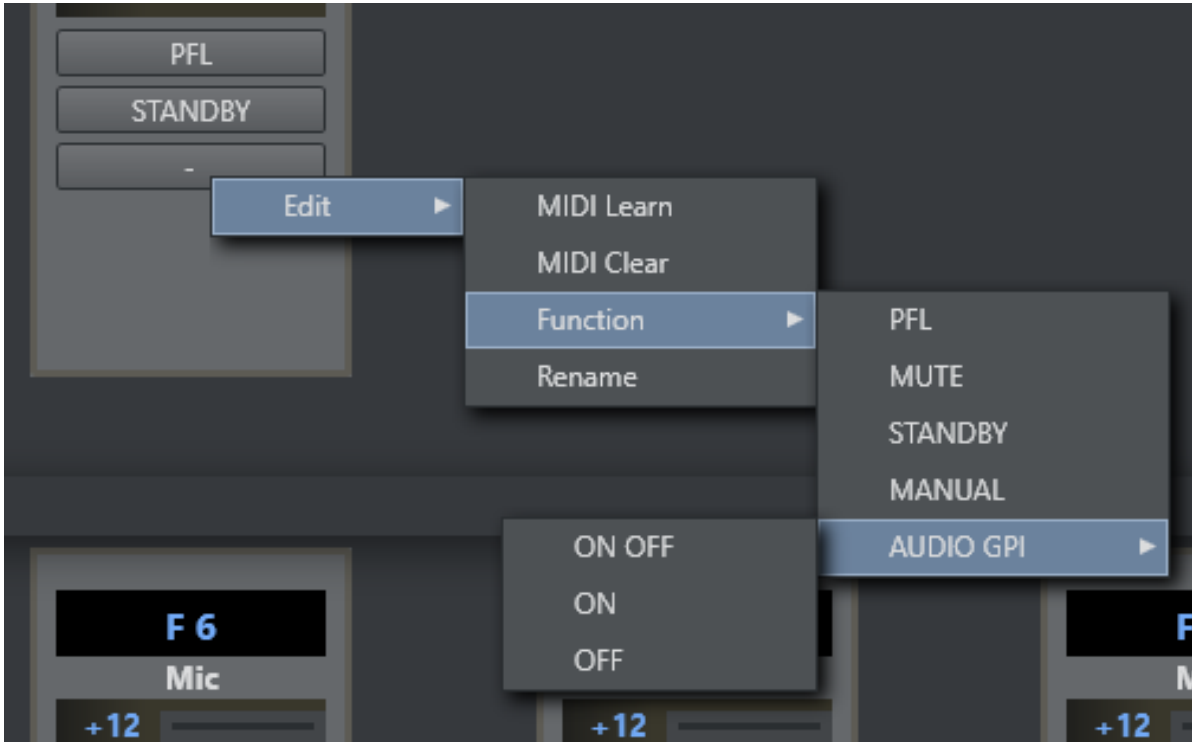 PFL
STANDBY
-
Edit
MIDI Learn
MIDI Clear
Function
Rename
PFL
MUTE
STANDBY
MANUAL
AUDIO GPI
ON OFF
ON
OFF
F 6
Mic
+12
+12
+12